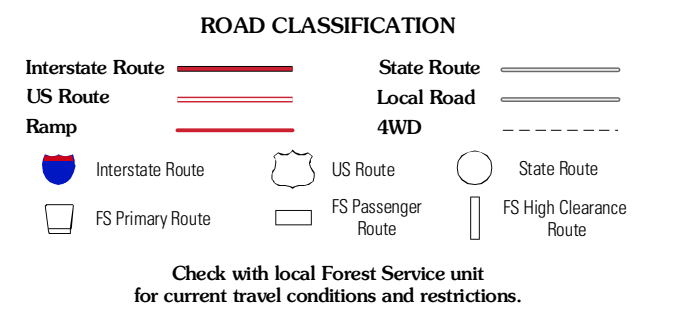 ROAD CLASSIFICATION
Interstate Route
State Route
US Route
Local Road
Ramp
4WD
Interstate Route
US Route
State Route
FS Primary Route
FS Passenger
Route
FS High Clearance
Route
Check with local Forest Service unit
for current travel conditions and restrictions.